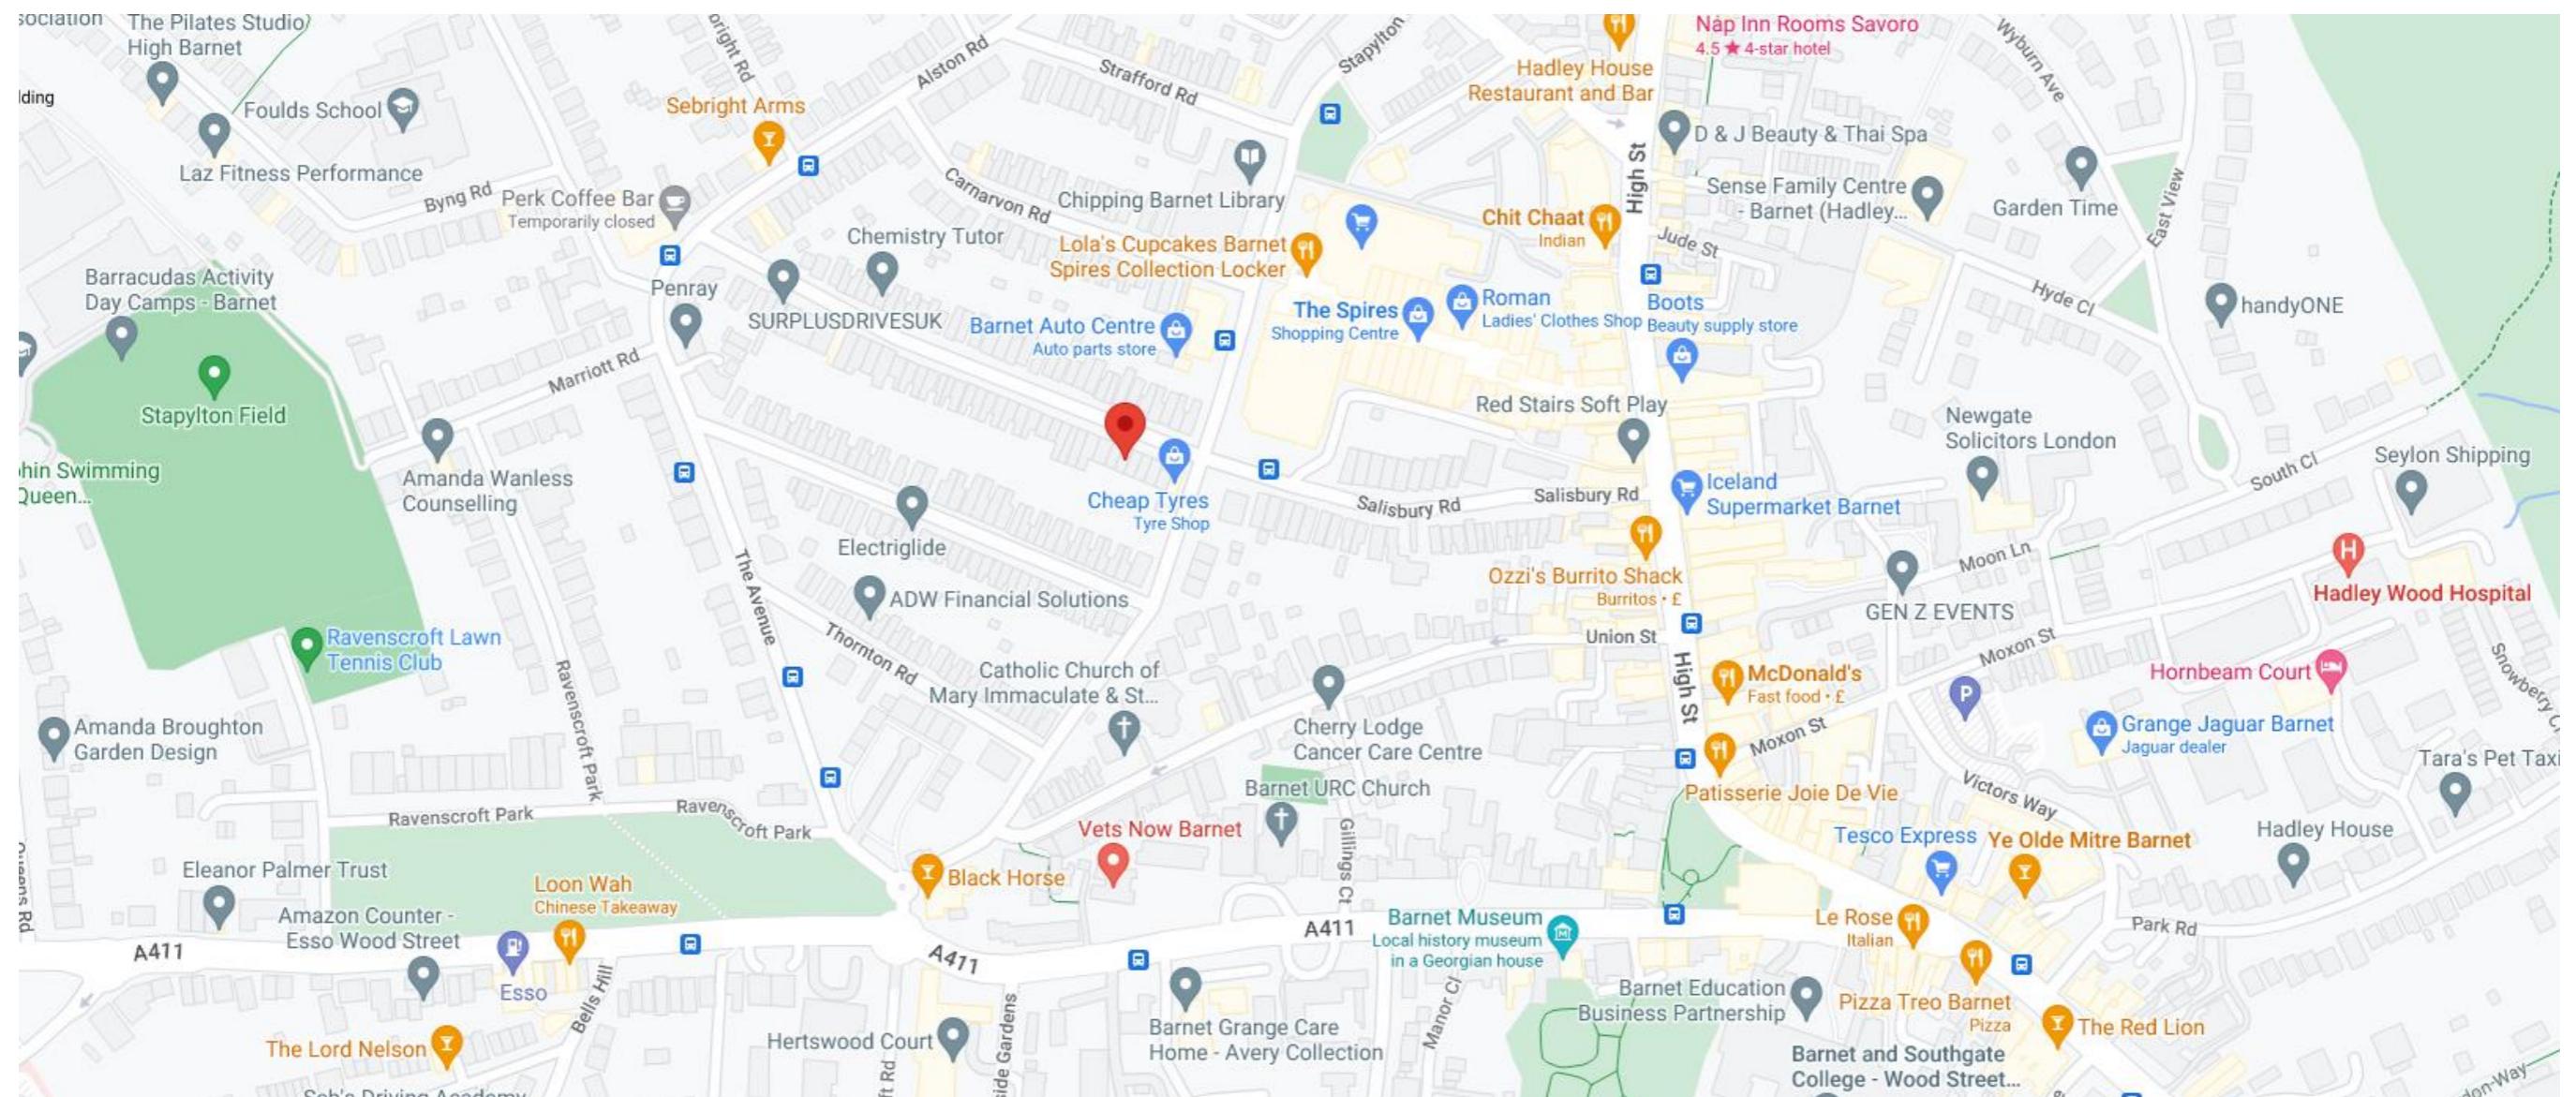 The Pilates Studio
High Barnet
lding
Foulds School
Laz Fitness Performance
Byng Rd
Sebright Arms
Alston Rd
Strafford Rd
Stapylton
Perk Coffee Bar
Temporarily closed
Carnarvon Rd
Chipping Barnet Library
Hadley House
Restaurant and Bar
Nap Inn Rooms Savoro
4.5 ★ 4-star hotel
High St
D & J Beauty & Thai Spa
Wyburn Ave
Sense Family Centre
- Barnet (Hadley...
Garden Time
East View
Chit Chaat
Indian
Jude St
Hyde Cl
handyONE
Barracudas Activity
Day Camps - Barnet
Stapylton Field
Penray
Chemistry Tutor
SURPLUSDRIVESUK
Lola's Cupcakes Barnet
Spires Collection Locker
Barnet Auto Centre
Auto parts store
The Spires
Shopping Centre
Roman
Ladies' Clothes Shop
Boots
Beauty supply store
Marriott Rd
Red Stairs Soft Play
Amanda Wanless
Counselling
hin Swimming
Queen...
Cheap Tyres
Tyre Shop
Salisbury Rd
Salisbury Rd
Iceland
Supermarket Barnet
Newgate
Solicitors London
South Cl
Seylon Shipping
Electriglide
The Avenue
ADW Financial Solutions
Ozzi's Burrito Shack
Burritos • £
Moon Ln
GEN Z EVENTS
Hadley Wood Hospital
Ravenscroft Lawn
Tennis Club
Thornton Rd
Catholic Church of
Mary Immaculate & St...
Union St
High St
McDonald's
Fast food • £
Moxon St
P
Hornbeam Court
Amanda Broughton
Garden Design
Ravenscroft Park
Cherry Lodge
Cancer Care Centre
Moxon St
Grange Jaguar Barnet
Jaguar dealer
Tara's Pet Taxi
Patisserie Joie De Vie
Victors Way
Barnet URC Church
Ravenscroft Park
Ravenscroft Park
Vets Now Barnet
Gillings Ct
Tesco Express
Ye Olde Mitre Barnet
Hadley House
Eleanor Palmer Trust
Queens Rd
Loon Wah
Chinese Takeaway
Black Horse
Amazon Counter -
Esso Wood Street
A411
A411
A411
Barnet Museum
Local history museum
in a Georgian house
Le Rose
Italian
Park Rd
Esso
Bells Hill
The Lord Nelson
Hertswood Court
Barnet Grange Care
Home - Avery Collection
Manor Cl
Barnet Education
Business Partnership
Pizza Treo Barnet
Pizza
The Red Lion
Barnet and Southgate
College - Wood Street...
side Gardens
ft Rd